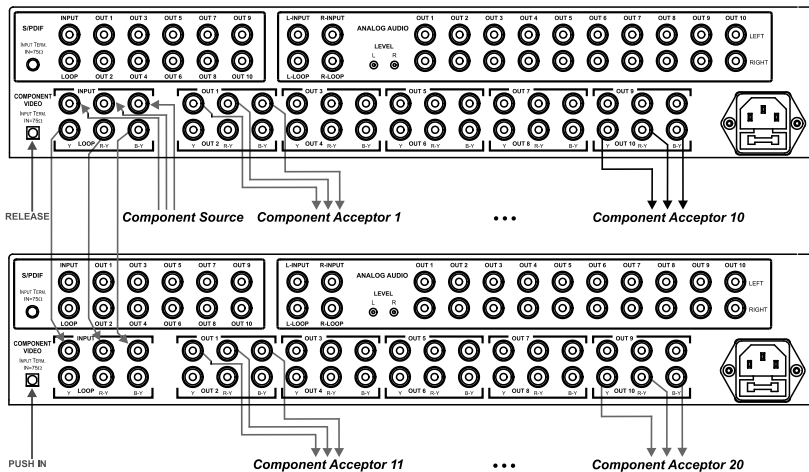 INPUT OUT 1 OUT 3 OUT 5 OUT 7 OUT 9 L-INPUT R-INPUT OUT 1 OUT 2 OUT 3 OUT 4 OUT 5 OUT 6 OUT 7 OUT 8 OUT 9 OUT 10
S/PDIF ANALOG AUDIO LEFT
INPUT TERM. LEVEL
IN=75Ω L R RIGHT
LOOP OUT 2 OUT 4 OUT 6 OUT 8 OUT 10 L-LOOP R-LOOP
COMPONENT VIDEO INPUT OUT 1 OUT 3 OUT 5 OUT 7 OUT 9
INPUT TERM.
IN=75Ω
Y LOOP R-Y B-Y Y OUT 2 R-Y B-Y OUT 4 Y OUT 6 R-Y B-Y Y OUT 8 R-Y B-Y Y OUT 10 R-Y B-Y
RELEASE Component Source Component Acceptor 1 ... Component Acceptor 10
INPUT OUT 1 OUT 3 OUT 5 OUT 7 OUT 9 L-INPUT R-INPUT OUT 1 OUT 2 OUT 3 OUT 4 OUT 5 OUT 6 OUT 7 OUT 8 OUT 9 OUT 10
S/PDIF ANALOG AUDIO LEFT
INPUT TERM. LEVEL
IN=75Ω L R RIGHT
LOOP OUT 2 OUT 4 OUT 6 OUT 8 OUT 10 L-LOOP R-LOOP
COMPONENT VIDEO INPUT OUT 1 OUT 3 OUT 5 OUT 7 OUT 9
INPUT TERM.
IN=75Ω
Y LOOP R-Y B-Y Y OUT 2 R-Y B-Y Y OUT 4 R-Y B-Y Y OUT 6 R-Y B-Y Y OUT 8 R-Y B-Y Y OUT 10 R-Y B-Y
PUSH IN Component Acceptor 11 ... Component Acceptor 20